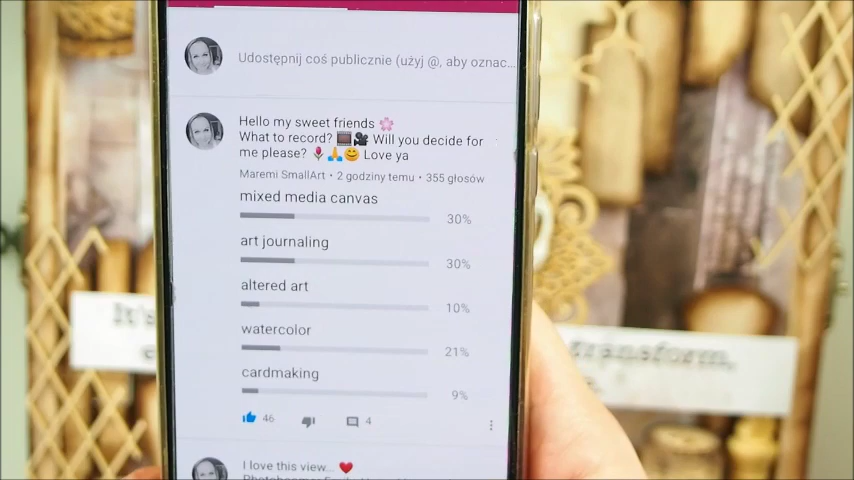 Udostępnij coś publicznie (użyj @, aby oznac...
Hello my sweet friends 🌸
What to record? 🎞️🎥 Will you decide for
me please? 🌷🙏😊 Love ya
Maremi SmallArt • 2 godziny temu • 355 głosów
mixed media canvas
30%
art journaling
30%
altered art
10%
watercolor
21%
cardmaking
9%
46
4
I love this view... ❤️
It's
transform,